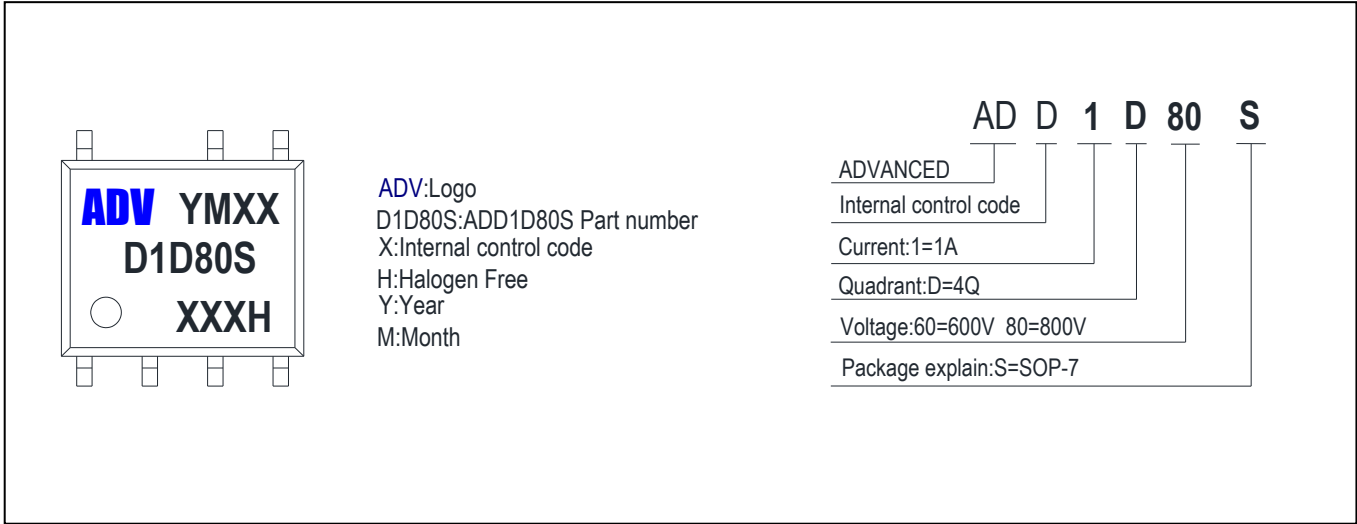 ADV YMXX
D1D80S
XXXH
ADV:Logo
D1D80S:ADD1D80S Part number
X:Internal control code
H:Halogen Free
Y:Year
M:Month
AD D 1 D 80 S
ADVANCED
Internal control code
Current:1=1A
Quadrant:D=4Q
Voltage:60=600V 80=800V
Package explain:S=SOP-7